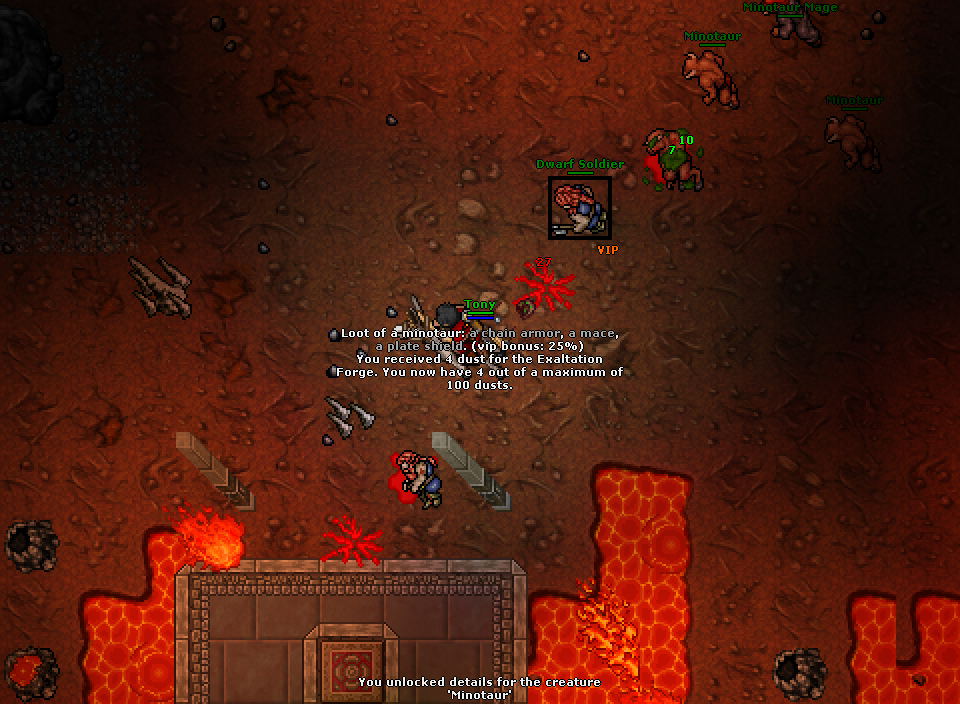 Minotaur Mage
Minotaur
Minotaur
10
7
Dwarf Soldier
VIP
27
Tony
Loot of a minotaur: a chain armor, a mace,
a plate shield. (vip bonus: 25%)
You received 4 dust for the Exaltation
Forge. You now have 4 out of a maximum of
100 dusts.
You unlocked details for the creature
'Minotaur'